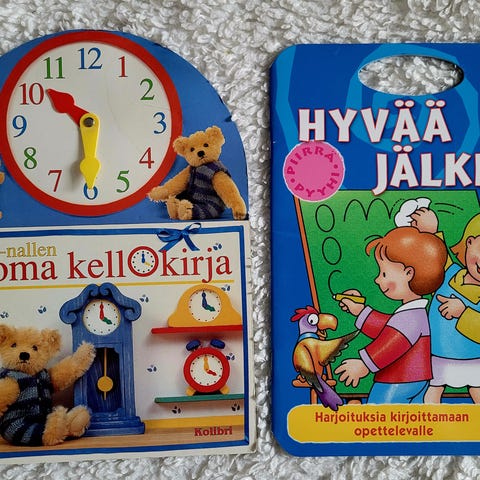 11 12 1
10 2
9 3
8 4
7 6 5
-nallen
oma kellokirja
Kolibri
HYVÄÄ
PIIRRÄ
PYYHI
JÄLKE
Harjoituksia kirjoittamaan
opettelevalle